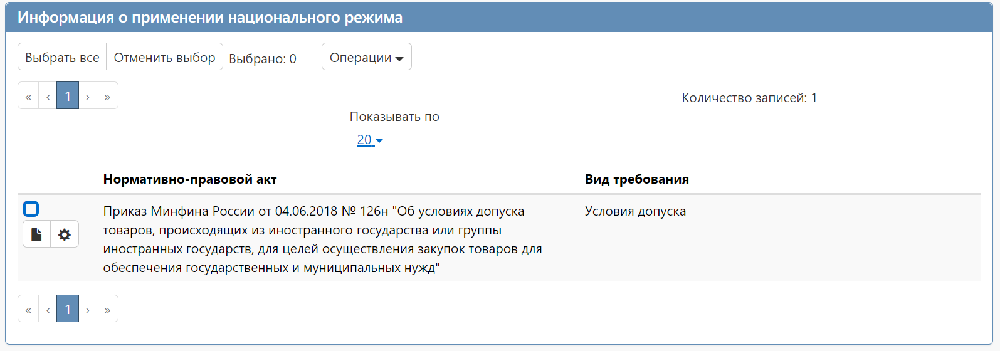 Информация о применении национального режима
Выбрать все Отменить выбор Выбрано: 0 Операции
« ‹ 1 › »
Количество записей: 1
Показывать по
20
Нормативно-правовой акт Вид требования
Приказ Минфина России от 04.06.2018 № 126н "Об условиях допуска Условия допуска
товаров, происходящих из иностранного государства или группы
иностранных государств, для целей осуществления закупок товаров для
обеспечения государственных и муниципальных нужд"
« ‹ 1 › »